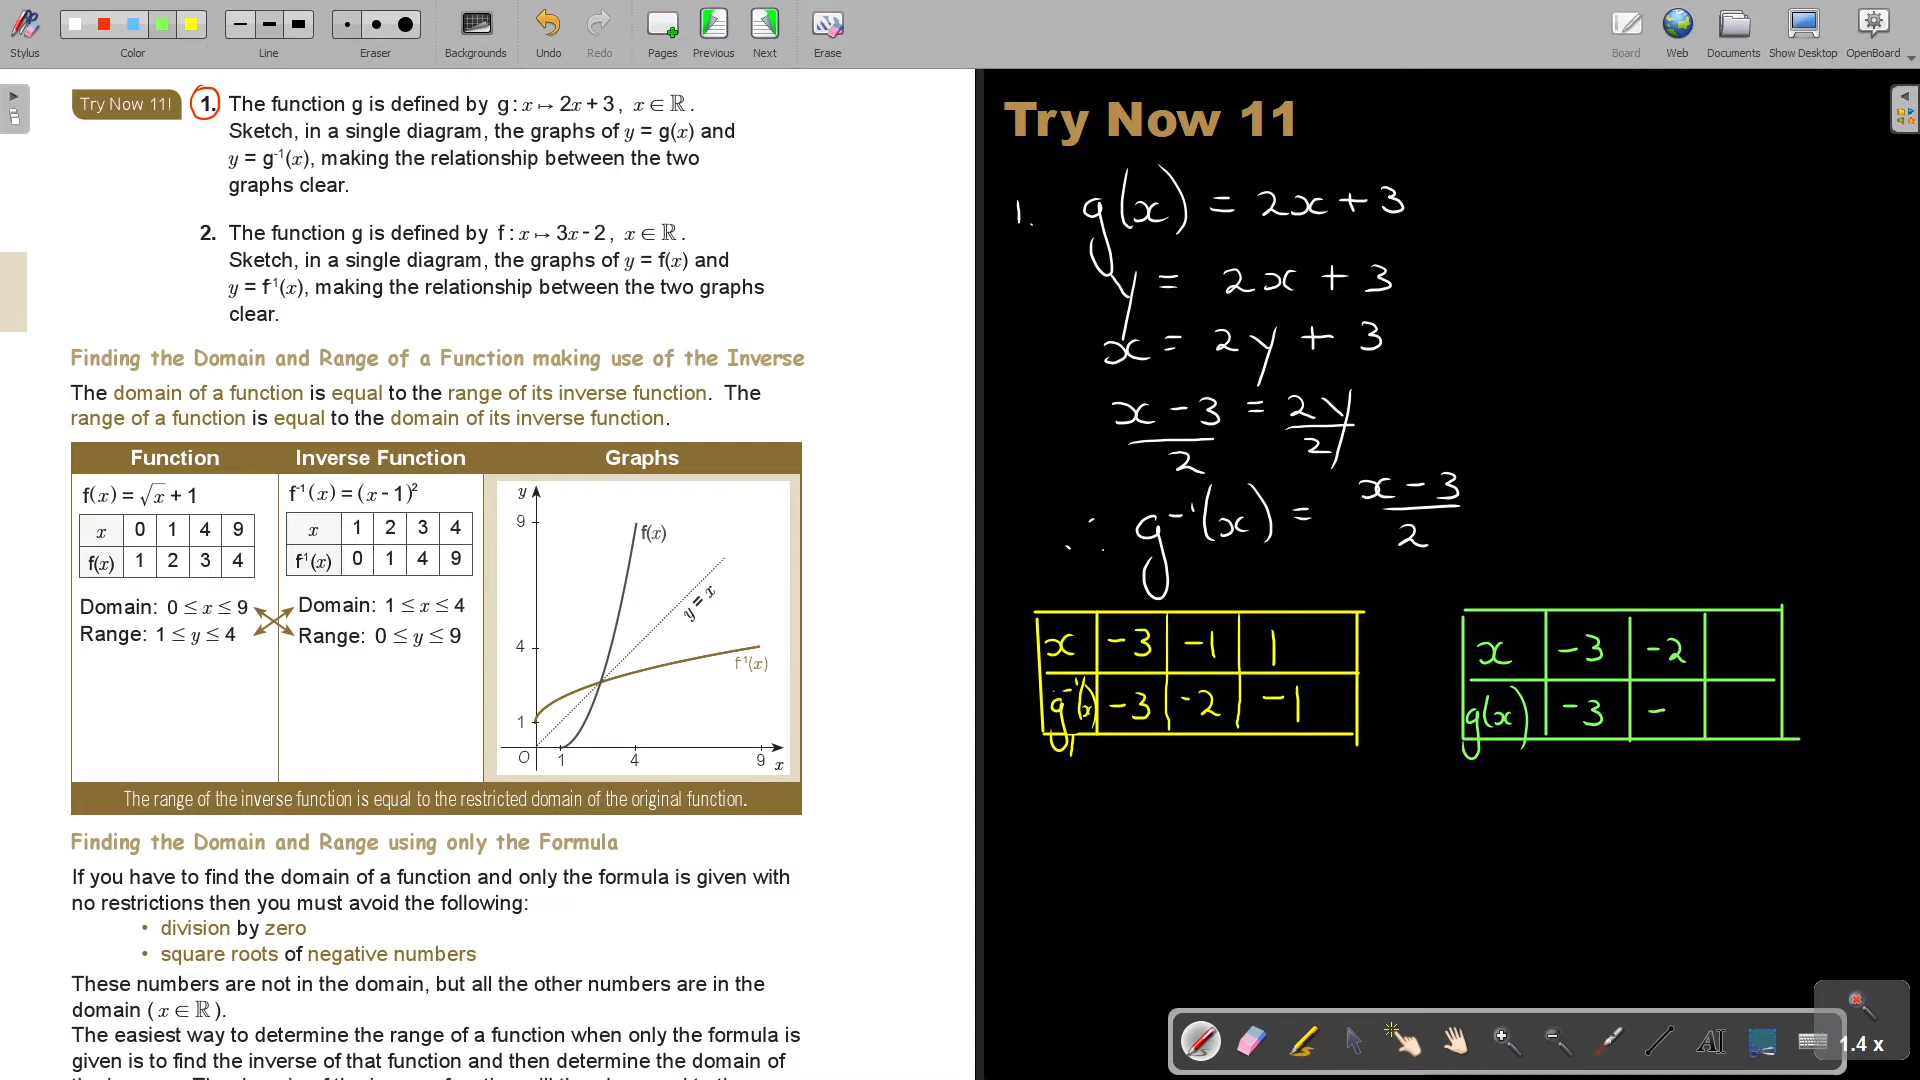 Stylus Color Line Eraser Backgrounds Undo Redo Pages Previous Next Erase Board Web Documents Show Desktop OpenBoard
Try Now 11!
1. The function g is defined by g : x ↦ 2x + 3 , x ∈ ℝ .
Sketch, in a single diagram, the graphs of y = g(x) and
y = g⁻¹(x), making the relationship between the two
graphs clear.
2. The function g is defined by f : x ↦ 3x - 2 , x ∈ ℝ .
Sketch, in a single diagram, the graphs of y = f(x) and
y = f⁻¹(x), making the relationship between the two graphs
clear.
Finding the Domain and Range of a Function making use of the Inverse
The domain of a function is equal to the range of its inverse function. The
range of a function is equal to the domain of its inverse function.
Function Inverse Function Graphs
f(x) = √x + 1
x 0 1 4 9
f(x) 1 2 3 4
Domain: 0 ≤ x ≤ 9
Range: 1 ≤ y ≤ 4
f⁻¹(x) = (x - 1)²
x 1 2 3 4
f⁻¹(x) 0 1 4 9
Domain: 1 ≤ x ≤ 4
Range: 0 ≤ y ≤ 9
y
9
f(x)
y = x
4
f⁻¹(x)
1
O 1 4 9 x
The range of the inverse function is equal to the restricted domain of the original function.
Finding the Domain and Range using only the Formula
If you have to find the domain of a function and only the formula is given with
no restrictions then you must avoid the following:
• division by zero
• square roots of negative numbers
These numbers are not in the domain, but all the other numbers are in the
domain ( x ∈ ℝ ).
The easiest way to determine the range of a function when only the formula is
given is to find the inverse of that function and then determine the domain of
Try Now 11
1. g(x) = 2x + 3
y = 2x + 3
x = 2y + 3
x - 3 = 2y
2 2
∴ g⁻¹(x) = x - 3
2
x -3 -1 1
g⁻¹(x) -3 -2 -1
x -3 -2
g(x) -3 -
1.4 x